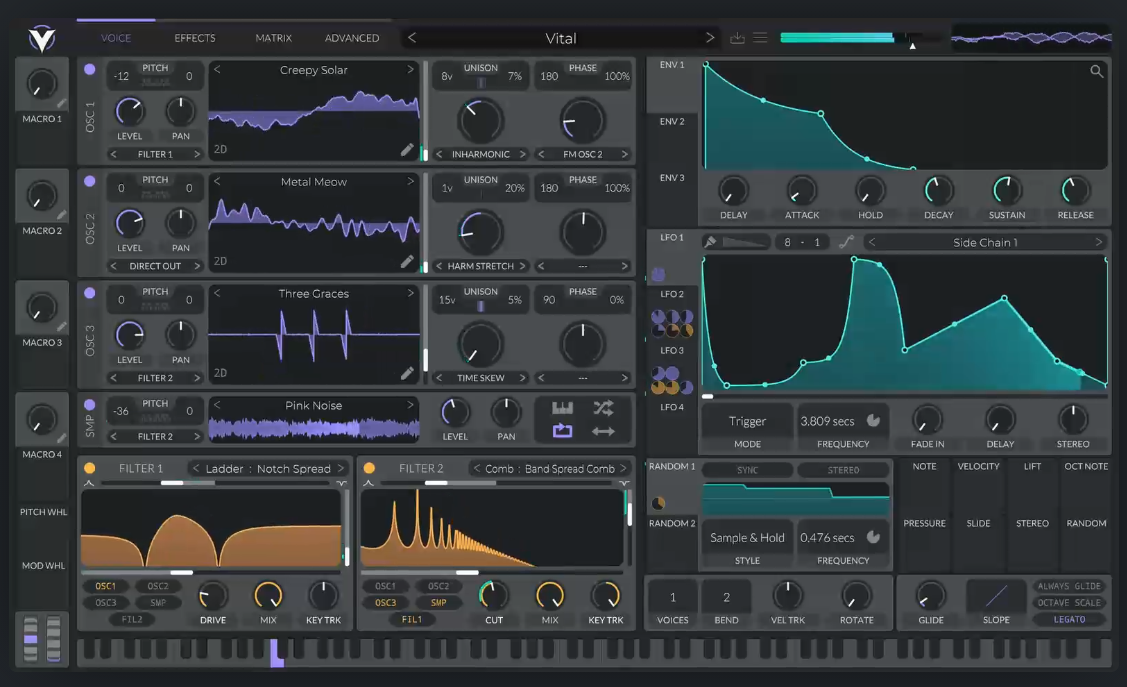 VOICE EFFECTS MATRIX ADVANCED < Vital >
MACRO 1
MACRO 2
MACRO 3
MACRO 4
PITCH WHL
MOD WHL
OSC 1
-12 PITCH 0
LEVEL PAN
< FILTER 1 >
< Creepy Solar >
2D
UNISON
8v 7%
< INHARMONIC >
PHASE
180 100%
< FM OSC 2 >
OSC 2
0 PITCH 0
LEVEL PAN
< DIRECT OUT >
< Metal Meow >
2D
UNISON
1v 20%
< HARM STRETCH >
PHASE
180 100%
< --- >
OSC 3
0 PITCH 0
LEVEL PAN
< FILTER 2 >
< Three Graces >
2D
UNISON
15v 5%
< TIME SKEW >
PHASE
90 0%
< --- >
SMP
-36 PITCH 0
< FILTER 2 >
< Pink Noise >
LEVEL PAN
FILTER 1 < Ladder : Notch Spread >
OSC1 OSC2
OSC3 SMP
FIL2
DRIVE MIX KEY TRK
FILTER 2 < Comb : Band Spread Comb >
OSC1 OSC2
OSC3 SMP
FIL1
CUT MIX KEY TRK
ENV 1
ENV 2
ENV 3
DELAY ATTACK HOLD DECAY SUSTAIN RELEASE
LFO 1
LFO 2
LFO 3
LFO 4
8 - 1 < Side Chain 1 >
Trigger 3.809 secs
MODE FREQUENCY FADE IN DELAY STEREO
RANDOM 1
RANDOM 2
SYNC STEREO
Sample & Hold 0.476 secs
STYLE FREQUENCY
NOTE VELOCITY LIFT OCT NOTE
PRESSURE SLIDE STEREO RANDOM
1 2
VOICES BEND VEL TRK ROTATE
GLIDE SLOPE
ALWAYS GLIDE
OCTAVE SCALE
LEGATO